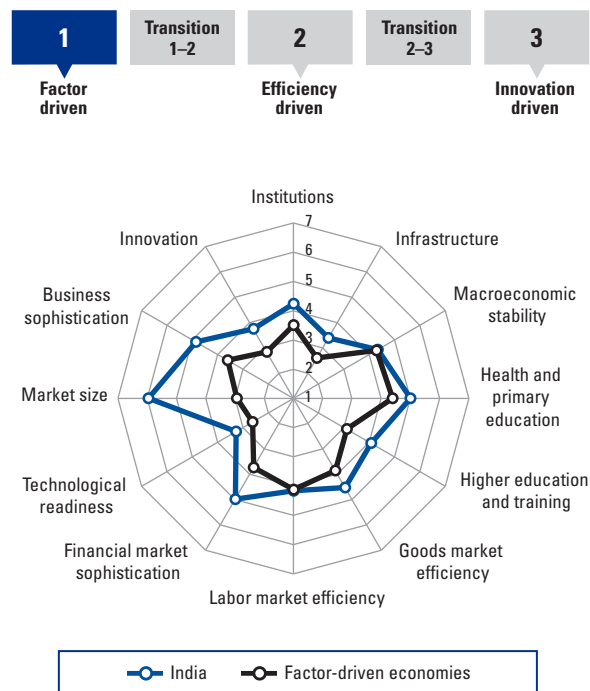 1
Transition
1–2
2
Transition
2–3
3
Factor
driven
Efficiency
driven
Innovation
driven
Institutions
7
Innovation
Infrastructure
6
5
Business
sophistication
Macroeconomic
stability
4
3
2
Market size
1
Health and
primary
education
Technological
readiness
Higher education
and training
Financial market
sophistication
Goods market
efficiency
Labor market efficiency
India
Factor-driven economies